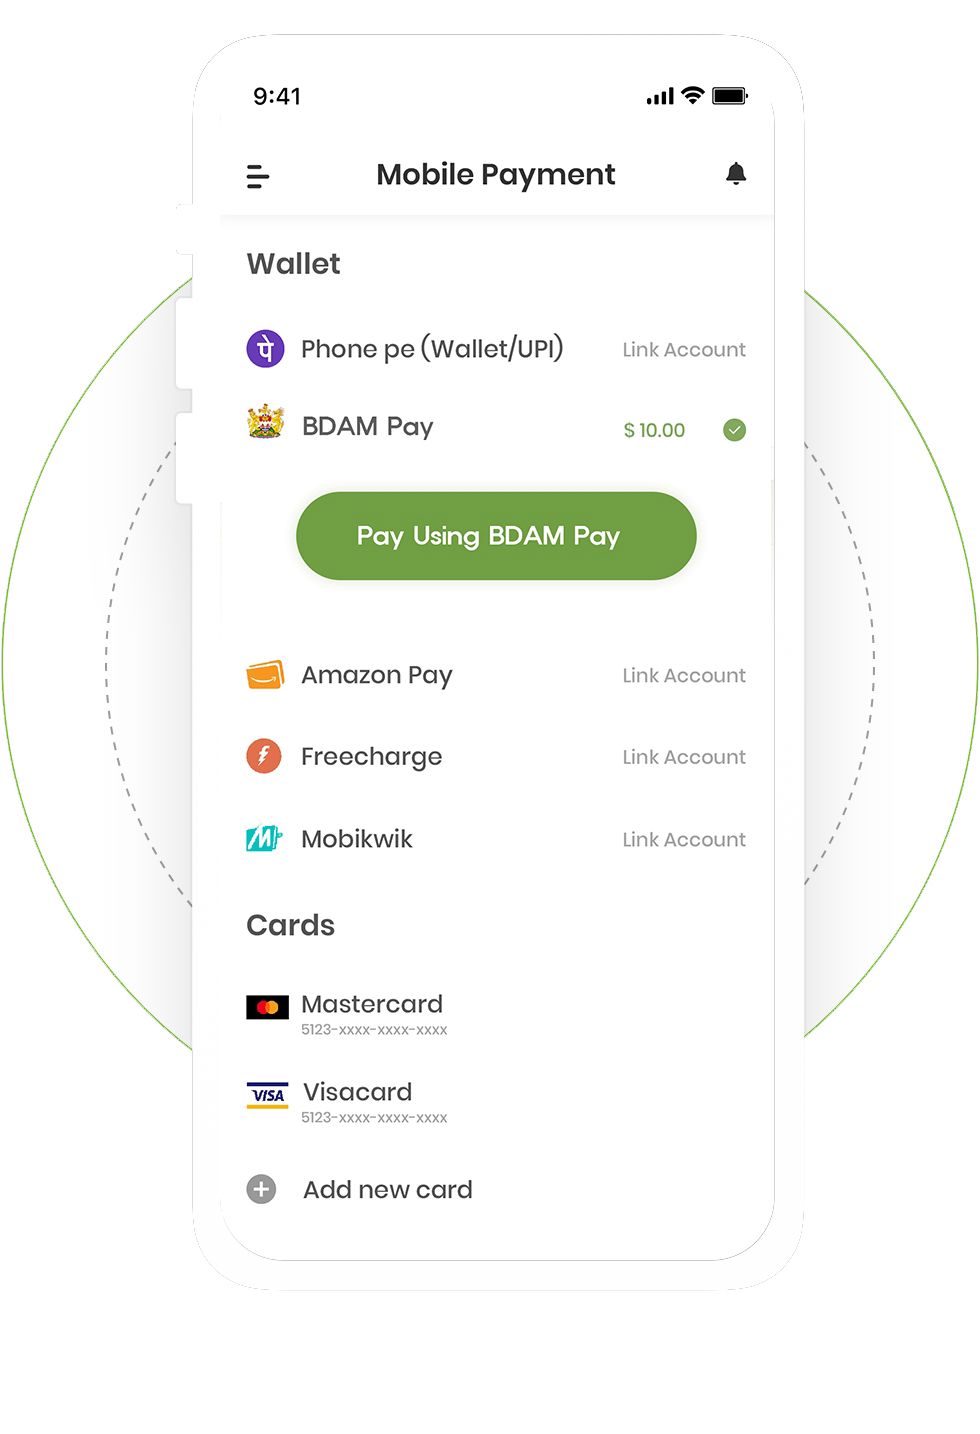 9:41
Mobile Payment
Wallet
पे
Phone pe (Wallet/UPI)
Link Account
BDAM Pay
$ 10.00
Pay Using BDAM Pay
Amazon Pay
Link Account
Freecharge
Link Account
Mobikwik
Link Account
Cards
Mastercard
5123-xxxx-xxxx-xxxx
VISA
Visacard
5123-xxxx-xxxx-xxxx
Add new card